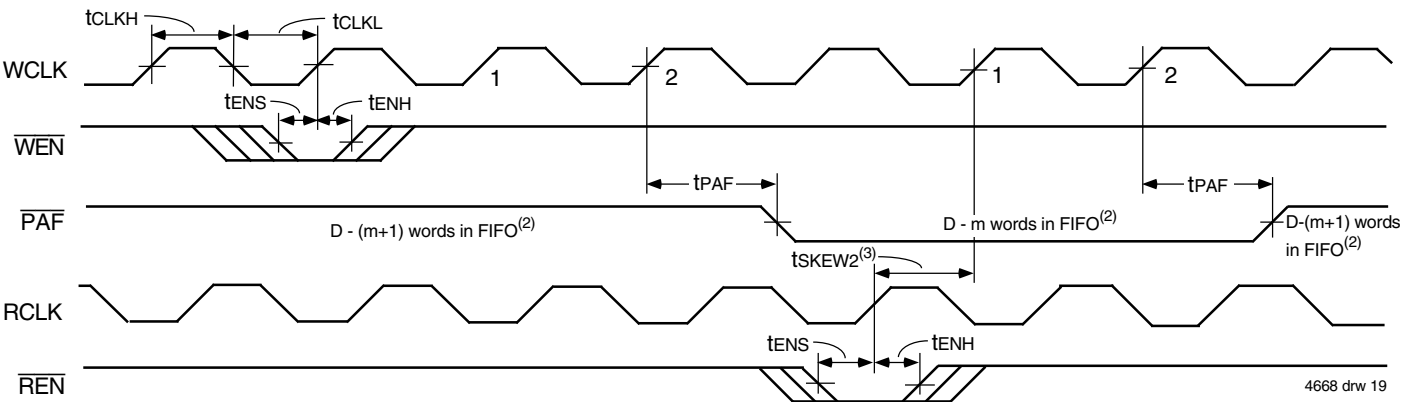 tCLKH
tCLKL
WCLK
1
2
1
2
tENS
tENH
WEN
tPAF
tPAF
PAF
D - (m+1) words in FIFO(2)
D - m words in FIFO(2)
D-(m+1) words
in FIFO(2)
tSKEW2(3)
RCLK
tENS
tENH
REN
4668 drw 19